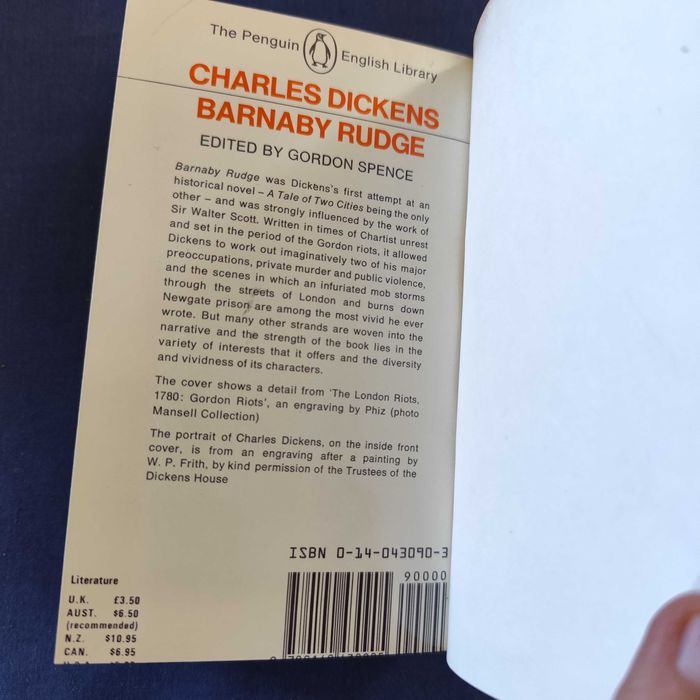 The Penguin English Library
CHARLES DICKENS
BARNABY RUDGE
EDITED BY GORDON SPENCE
Barnaby Rudge was Dickens's first attempt at an
historical novel – A Tale of Two Cities being the only
other – and was strongly influenced by the work of
Sir Walter Scott. Written in times of Chartist unrest
and set in the period of the Gordon riots, it allowed
Dickens to work out imaginatively two of his major
preoccupations, private murder and public violence,
and the scenes in which an infuriated mob storms
through the streets of London and burns down
Newgate prison are among the most vivid he ever
wrote. But many other strands are woven into the
narrative and the strength of the book lies in the
variety of interests that it offers and the diversity
and vividness of its characters.
The cover shows a detail from 'The London Riots,
1780: Gordon Riots', an engraving by Phiz (photo
Mansell Collection)
The portrait of Charles Dickens, on the inside front
cover, is from an engraving after a painting by
W. P. Frith, by kind permission of the Trustees of the
Dickens House
ISBN 0-14-043090-3
90000
Literature
U.K. £3.50
AUST. $6.50
(recommended)
N.Z. $10.95
CAN. $6.95